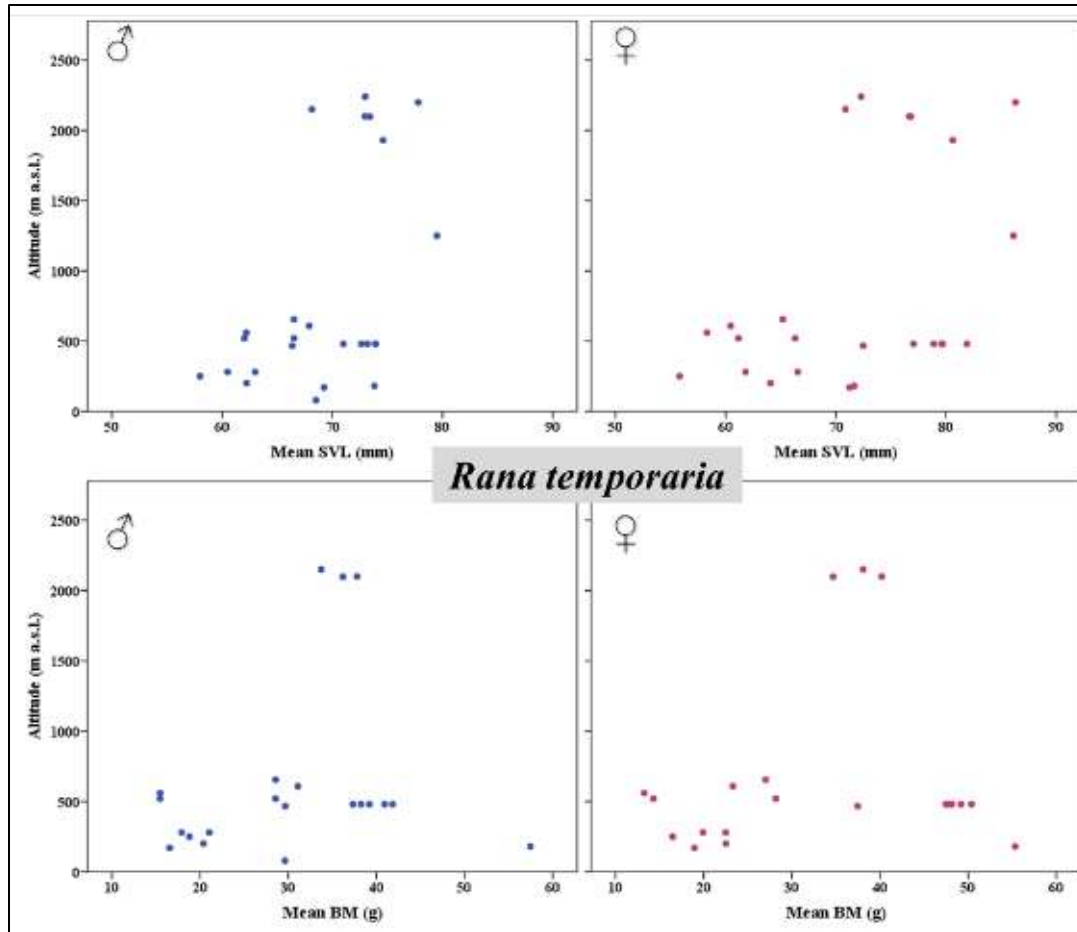 ♂
♀
2500
2000
1500
1000
500
0
Altitude (m a.s.l.)
50 60 70 80 90
Mean SVL (mm)
50 60 70 80 90
Mean SVL (mm)
Rana temporaria
♂
♀
2500
2000
1500
1000
500
0
Altitude (m a.s.l.)
10 20 30 40 50 60
Mean BM (g)
10 20 30 40 50 60
Mean BM (g)